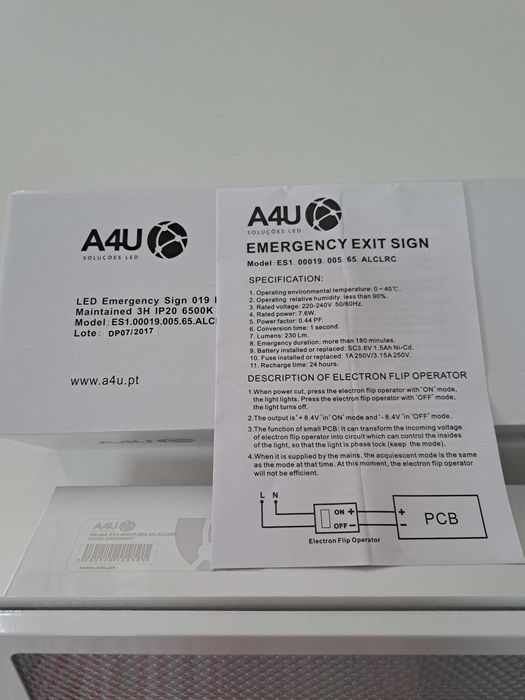 A4U
SOLUÇÕES LED
LED Emergency Sign 019
Maintained 3H IP20 6500K
Model: ES1.00019.005.65.ALC
Lote: DP07/2017
www.a4u.pt
A4U
SOLUÇÕES LED
EMERGENCY EXIT SIGN
Model: ES1. 00019. 005. 65. ALCLRC
SPECIFICATION:
1. Operating environmental temperature: 0~40℃.
2. Operating relative humidity: less than 90%.
3. Rated voltage: 220-240V 50/60Hz.
4. Rated power: 7.6W.
5. Power factor: 0.44 PF.
6. Conversion time: 1 second.
7. Lumens: 230 Lm.
8. Emergency duration: more than 180 minutes.
9. Battery installed or replaced: SC3.6V 1.5Ah Ni-Cd.
10. Fuse installed or replaced: 1A250V/3.15A250V.
11. Recharge time: 24 hours.
DESCRIPTION OF ELECTRON FLIP OPERATOR
1.When power cut, press the electron flip operator with 'ON' mode,
the light lights. Press the electron flip operator with 'OFF' mode,
the light turns off.
2.The output is '+ 8.4V' in' ON' mode and '- 8.4V 'in 'OFF' mode.
3.The function of small PCB: It can transform the incoming voltage
of electron flip operator into circuit which can control the insides
of the light, so that the light is phase lock (keep the mode).
4.When it is supplied by the mains, the acquiescent mode is the same
as the mode at that time. At this moment, the electron flip operator
will not be efficient.
L N
ON +
OFF −
+
−
PCB
Electron Flip Operator
A4U
Model: ES1.00019.005.65.ALCLRC
www.a4u.pt